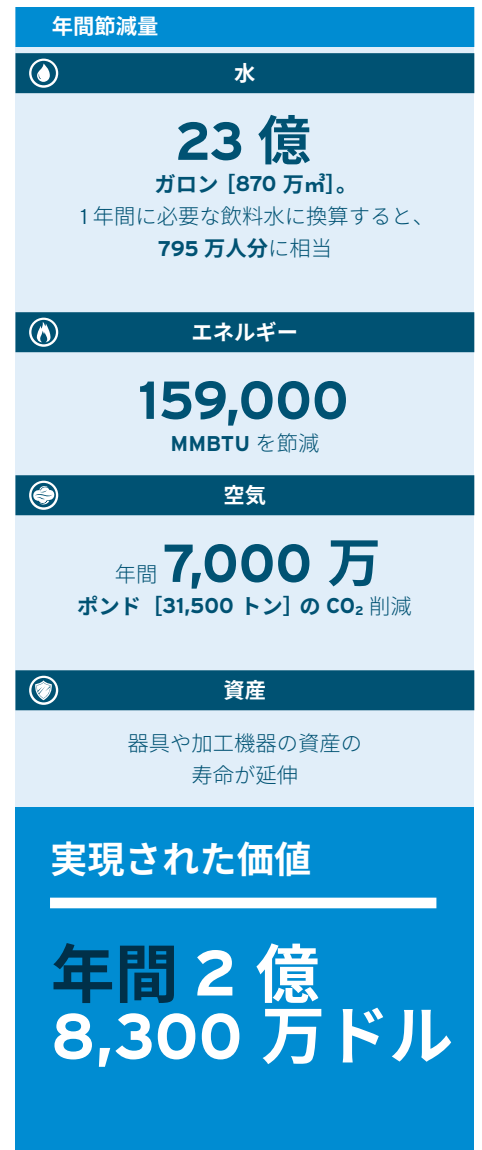 年間節減量
水
23 億
ガロン［870 万㎥］。
1 年間に必要な飲料水に換算すると、
795 万人分に相当
エネルギー
159,000
MMBTU を節減
空気
年間 7,000 万
ポンド［31,500 トン］の CO₂ 削減
資産
器具や加工機器の資産の
寿命が延伸
実現された価値
年間 2 億
8,300 万ドル